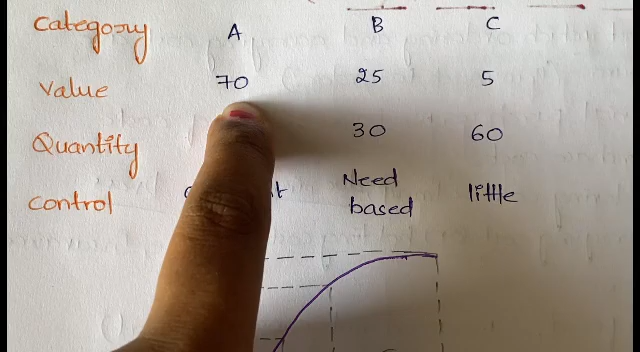 Category A B C
Value 70 25 5
Quantity 30 60
Control Need based little